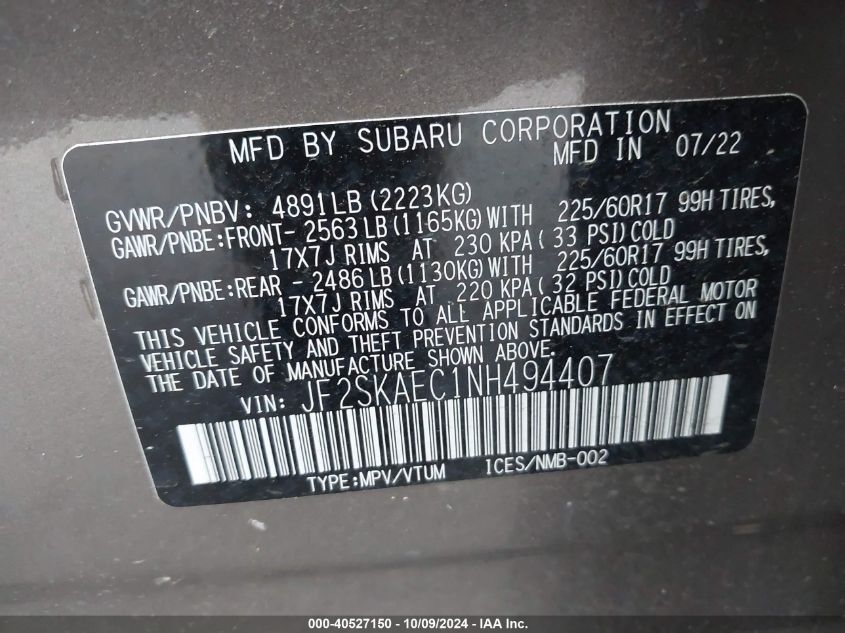 MFD BY SUBARU CORPORATION
MFD IN 07/22
GVWR/PNBV: 4891LB (2223KG)
GAWR/PNBE:FRONT- 2563LB(1165KG)WITH 225/60R17 99H TIRES,
17X7J RIMS AT 230 KPA( 33 PSI)COLD
GAWR/PNBE:REAR - 2486LB(1130KG)WITH 225/60R17 99H TIRES,
17X7J RIMS AT 220 KPA( 32 PSI)COLD
THIS VEHICLE CONFORMS TO ALL APPLICABLE FEDERAL MOTOR
VEHICLE SAFETY AND THEFT PREVENTION STANDARDS IN EFFECT ON
THE DATE OF MANUFACTURE SHOWN ABOVE.
VIN: JF2SKAEC1NH494407
TYPE:MPV/VTUM ICES/NMB-002
000-40527150 - 10/09/2024 - IAA Inc.